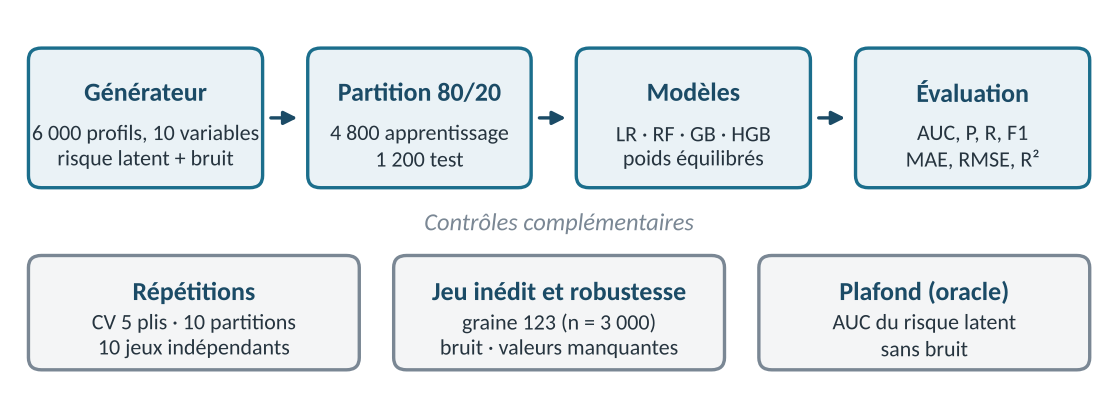 Générateur
6 000 profils, 10 variables
risque latent + bruit
Partition 80/20
4 800 apprentissage
1 200 test
Modèles
LR · RF · GB · HGB
poids équilibrés
Évaluation
AUC, P, R, F1
MAE, RMSE, R²
Contrôles complémentaires
Répétitions
CV 5 plis · 10 partitions
10 jeux indépendants
Jeu inédit et robustesse
graine 123 (n = 3 000)
bruit · valeurs manquantes
Plafond (oracle)
AUC du risque latent
sans bruit